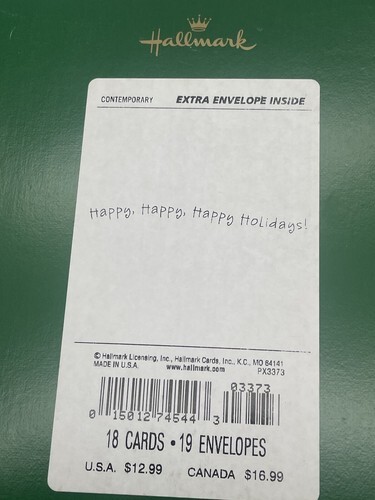 Hallmark
CONTEMPORARY EXTRA ENVELOPE INSIDE
Happy, Happy, Happy Holidays!
© Hallmark Licensing, Inc., Hallmark Cards, Inc., K.C., MO 64141
MADE IN U.S.A. www.hallmark.com PX3373
03373
0 15012 74544 3
18 CARDS • 19 ENVELOPES
U.S.A. $12.99 CANADA $16.99